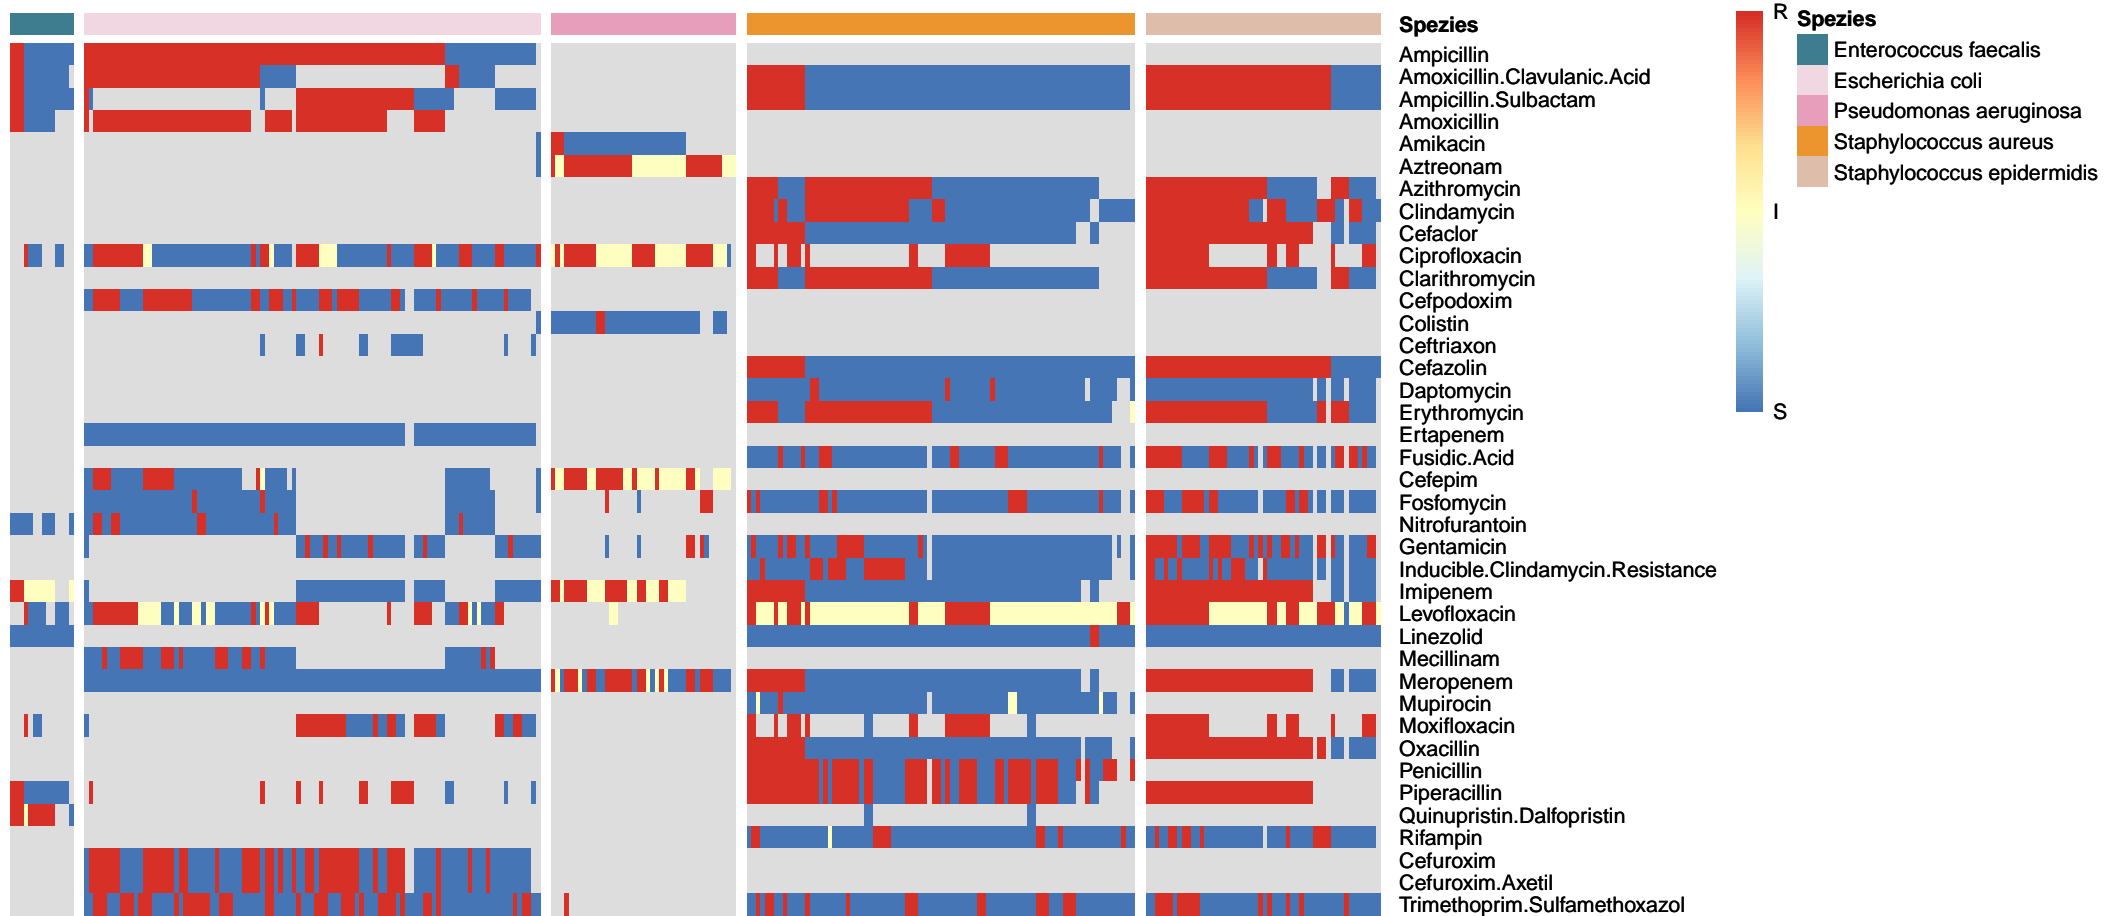 Spezies
Ampicillin
Amoxicillin.Clavulanic.Acid
Ampicillin.Sulbactam
Amoxicillin
Amikacin
Aztreonam
Azithromycin
Clindamycin
Cefaclor
Ciprofloxacin
Clarithromycin
Cefpodoxim
Colistin
Ceftriaxon
Cefazolin
Daptomycin
Erythromycin
Ertapenem
Fusidic.Acid
Cefepim
Fosfomycin
Nitrofurantoin
Gentamicin
Inducible.Clindamycin.Resistance
Imipenem
Levofloxacin
Linezolid
Mecillinam
Meropenem
Mupirocin
Moxifloxacin
Oxacillin
Penicillin
Piperacillin
Quinupristin.Dalfopristin
Rifampin
Cefuroxim
Cefuroxim.Axetil
Trimethoprim.Sulfamethoxazol
R
I
S
Spezies
Enterococcus faecalis
Escherichia coli
Pseudomonas aeruginosa
Staphylococcus aureus
Staphylococcus epidermidis